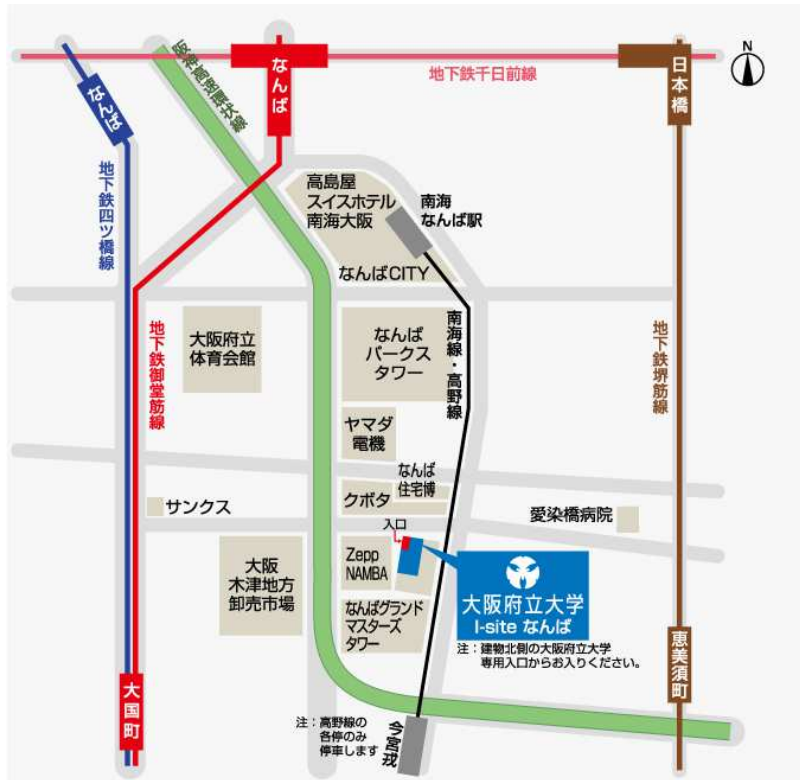 N
なんば
日本橋
地下鉄千日前線
なんば
阪神高速環状線
地下鉄四ツ橋線
高島屋
スイスホテル
南海大阪
南海
なんば駅
なんばCITY
大阪府立
体育会館
なんば
パークス
タワー
南海線・高野線
地下鉄御堂筋線
地下鉄堺筋線
ヤマダ
電機
なんば
住宅博
クボタ
サンクス
入口
愛染橋病院
大阪
木津地方
卸売市場
Zepp
NAMBA
大阪府立大学
I-site なんば
なんばグランド
マスターズ
タワー
注：建物北側の大阪府立大学
専用入口からお入りください。
恵美須町
大国町
注：高野線の
各停のみ
停車します
今宮戎